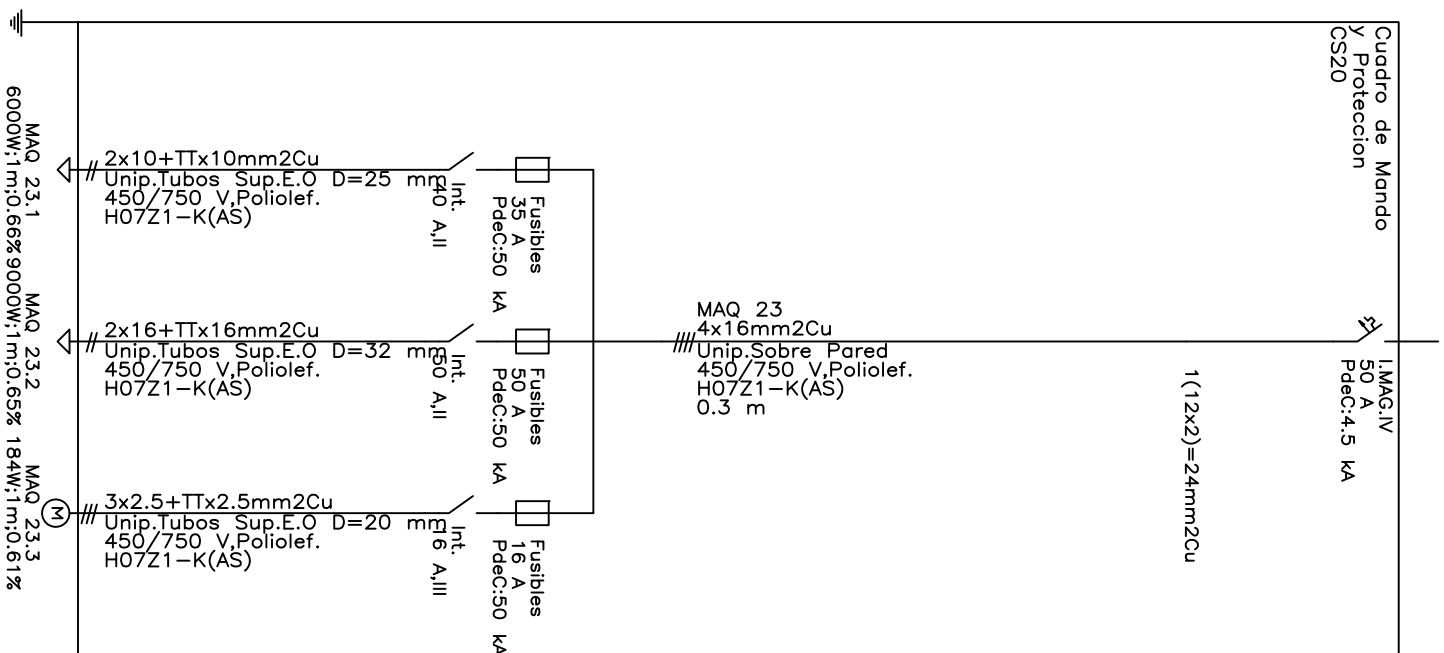 Cuadro de Mando
y Proteccion
CS20
I.MAG.IV
50 A
PdeC:4.5 kA
1(12x2)=24mm2Cu
MAQ 23
4x16mm2Cu
Unip.Sobre Pared
450/750 V,Poliolef.
H07Z1-K(AS)
0.3 m
Fusibles
35 A
PdeC:50 kA
Int.
40 A,II
2x10+TTx10mm2Cu
Unip.Tubos Sup.E.O D=25 mm
450/750 V,Poliolef.
H07Z1-K(AS)
MAQ 23.1
6000W;1m;0.66%
Fusibles
50 A
PdeC:50 kA
Int.
50 A,II
2x16+TTx16mm2Cu
Unip.Tubos Sup.E.O D=32 mm
450/750 V,Poliolef.
H07Z1-K(AS)
MAQ 23.2
9000W;1m;0.65%
Fusibles
16 A
PdeC:50 kA
Int.
16 A,III
3x2.5+TTx2.5mm2Cu
Unip.Tubos Sup.E.O D=20 mm
450/750 V,Poliolef.
H07Z1-K(AS)
M
MAQ 23.3
184W;1m;0.61%